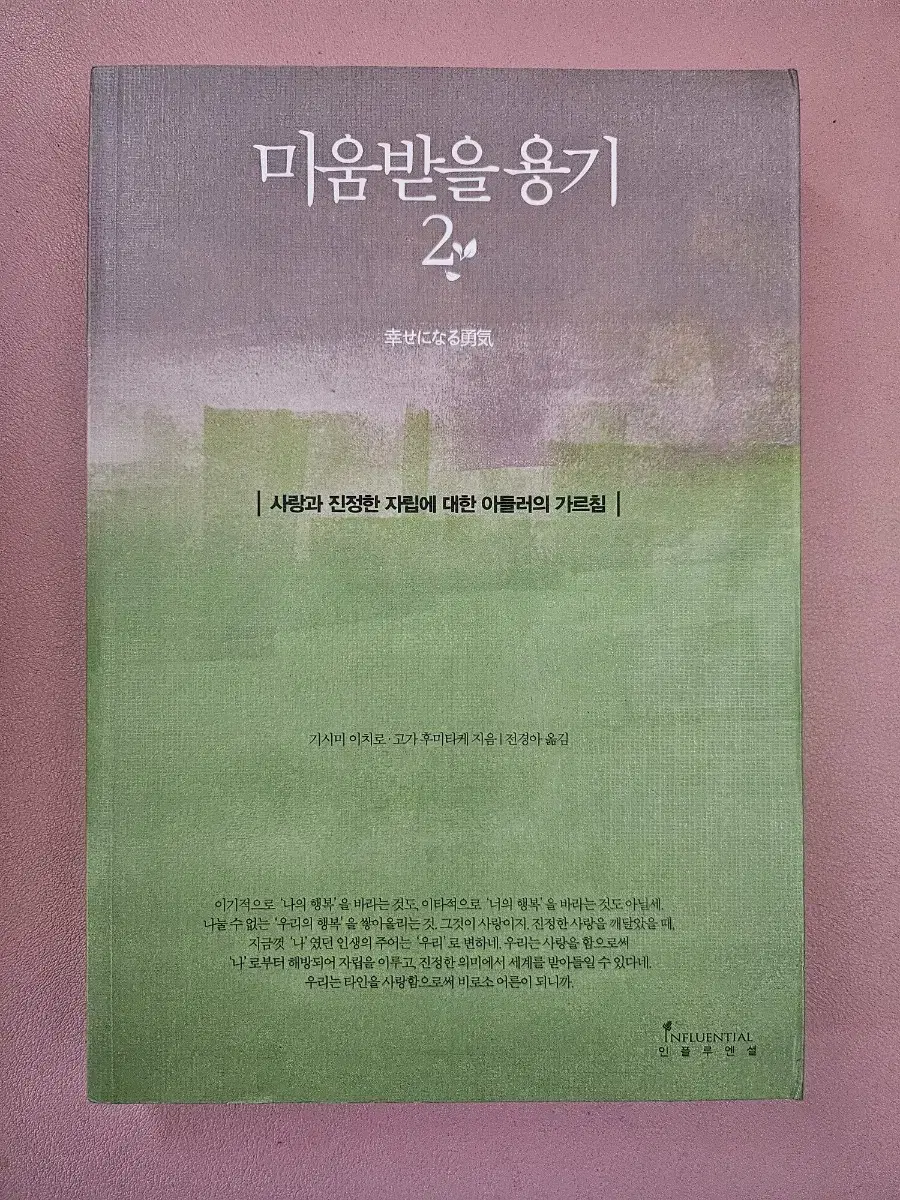 미움받을 용기
2
幸せになる勇気
| 사랑과 진정한 자립에 대한 아들러의 가르침 |
기시미 이치로 · 고가 후미타케 지음 | 전경아 옮김
이기적으로 '나의 행복'을 바라는 것도, 이타적으로 '너의 행복'을 바라는 것도 아닐세.
나눌 수 없는 '우리의 행복'을 쌓아올리는 것, 그것이 사랑이지. 진정한 사랑을 깨달았을 때,
지금껏 '나'였던 인생의 주어는 '우리'로 변하네. 우리는 사랑을 함으로써
'나'로부터 해방되어 자립을 이루고, 진정한 의미에서 세계를 받아들일 수 있다네.
우리는 타인을 사랑함으로써 비로소 어른이 되니까.
INFLUENTIAL
인플루엔셜